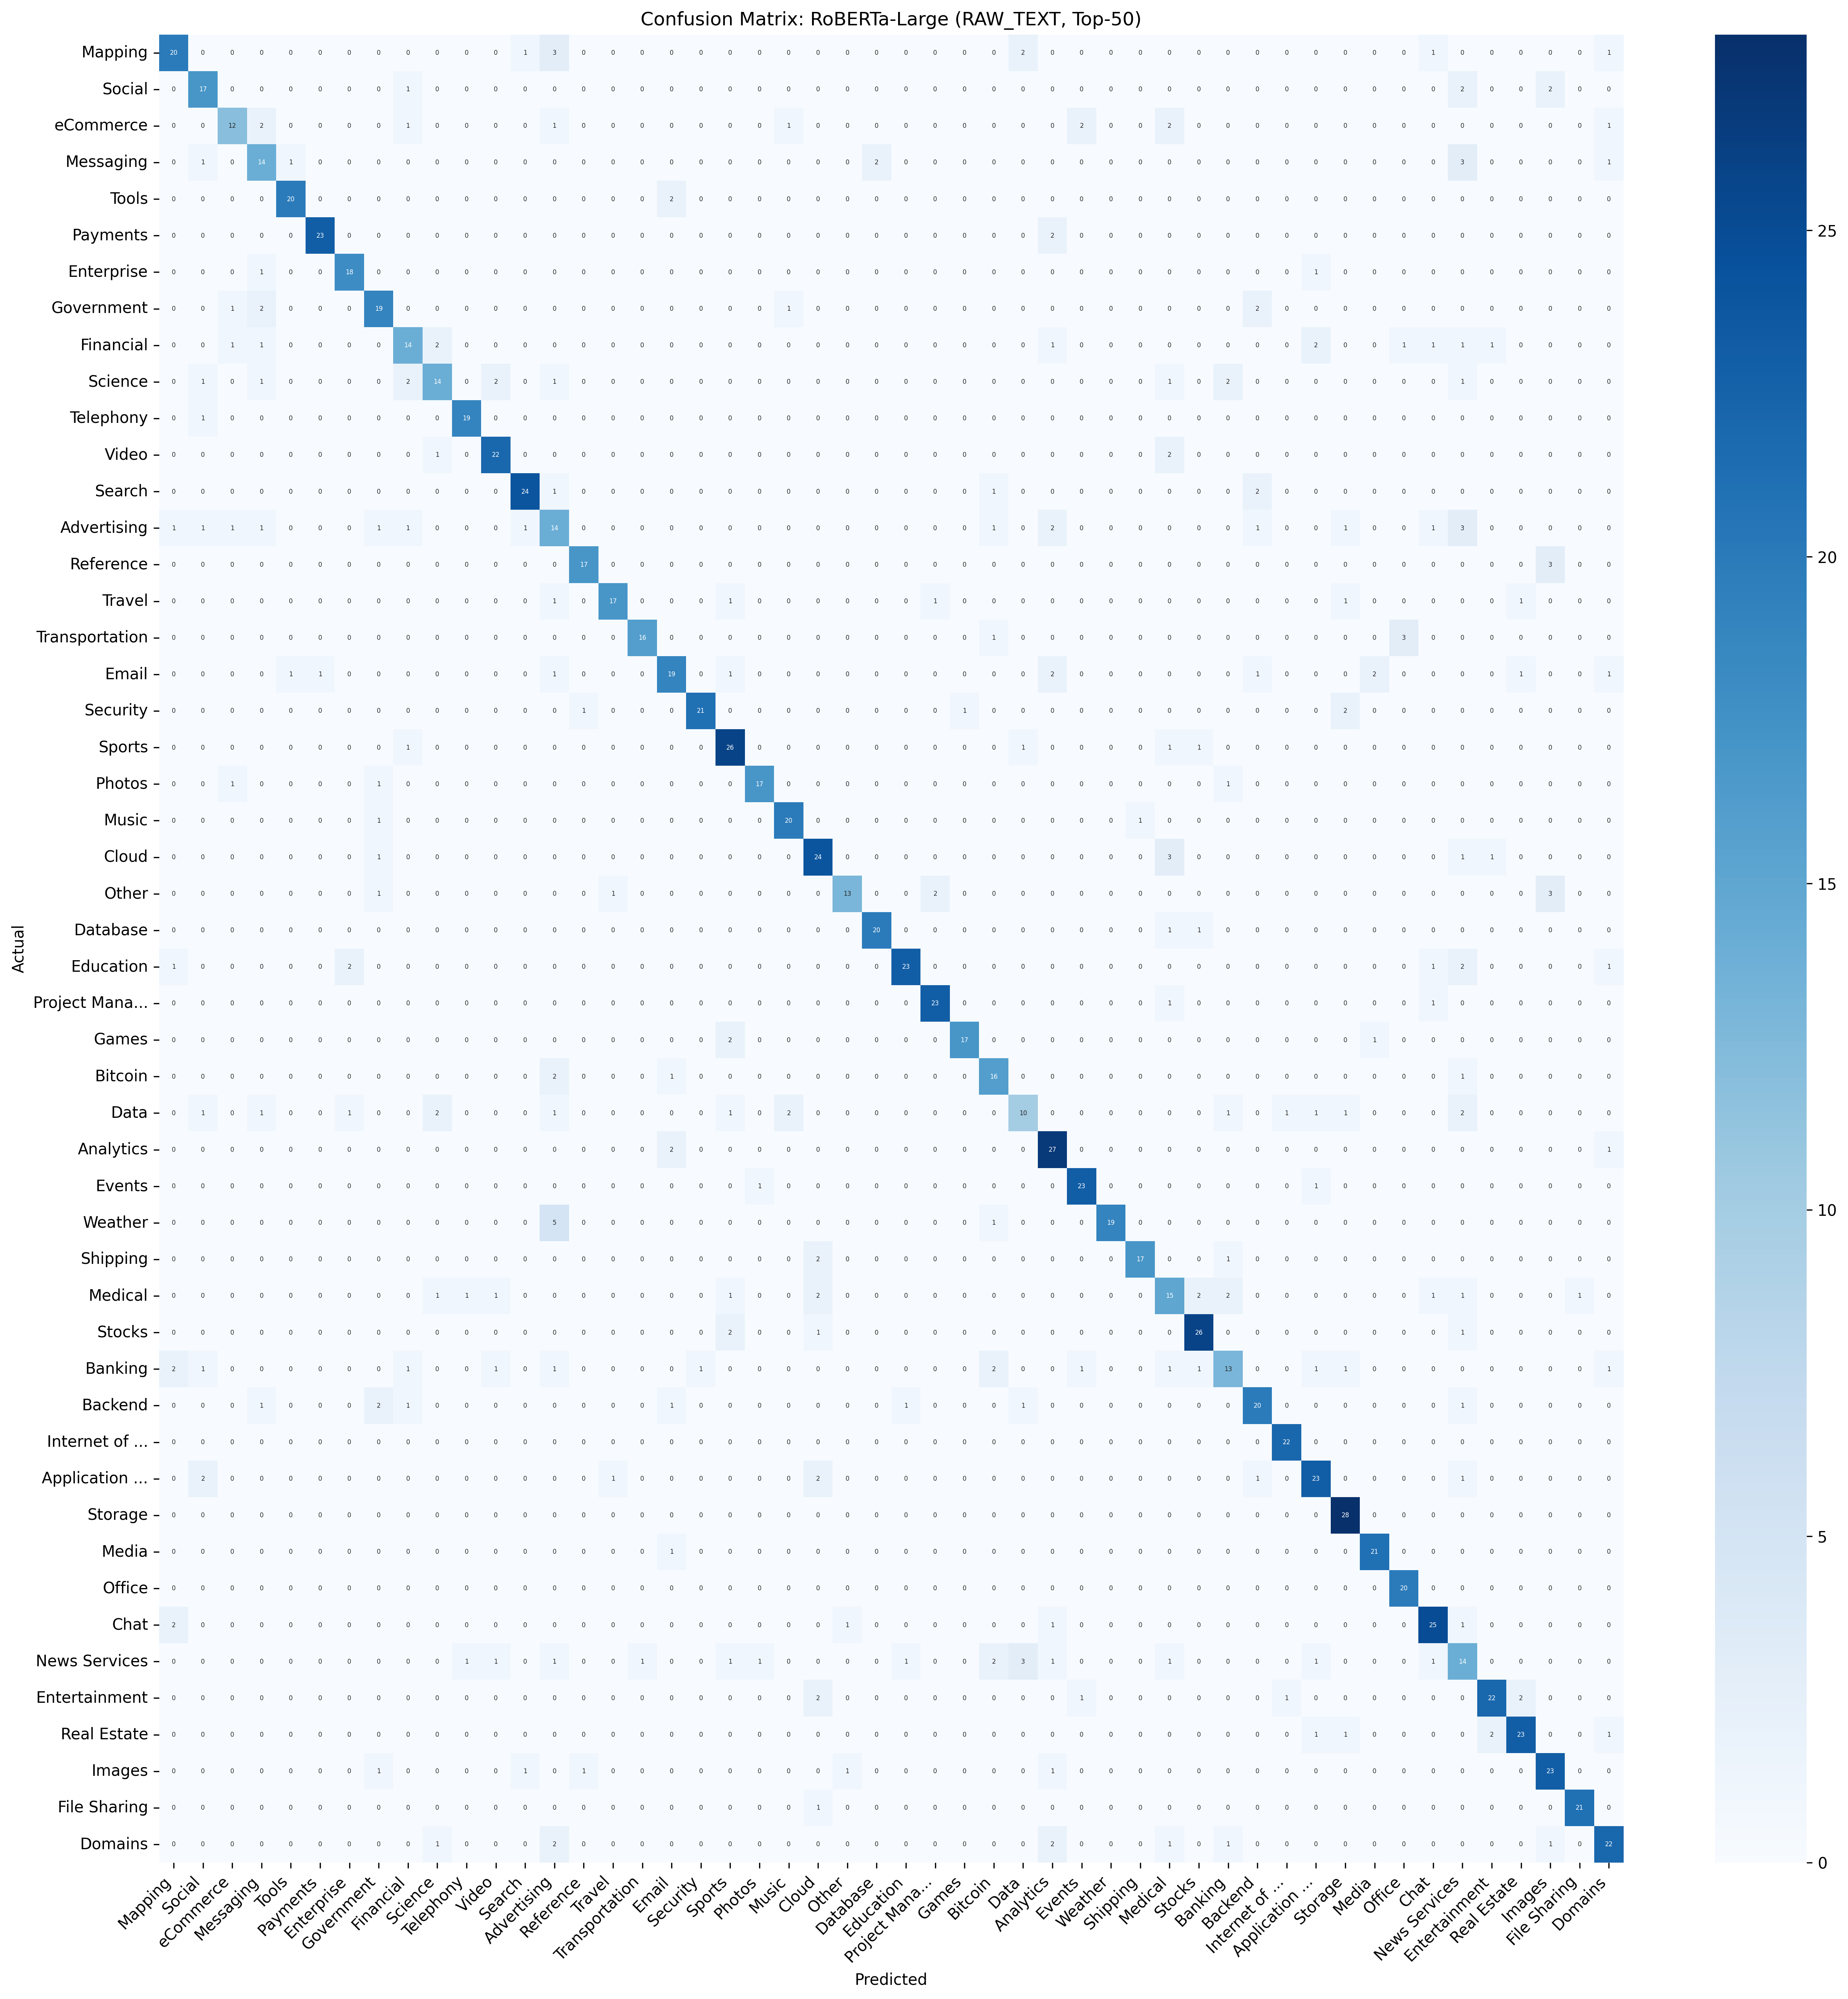 Confusion Matrix: RoBERTa-Large (RAW_TEXT, Top-50)
Mapping 20 0 0 0 0 0 0 0 0 0 0 0 1 3 0 0 0 0 0 0 0 0 0 0 0 0 0 0 0 2 0 0 0 0 0 0 0 0 0 0 0 0 0 1 0 0 0 0 0 1
Social 0 17 0 0 0 0 0 0 1 0 0 0 0 0 0 0 0 0 0 0 0 0 0 0 0 0 0 0 0 0 0 0 0 0 0 0 0 0 0 0 0 0 0 0 2 0 0 2 0 0
eCommerce 0 0 12 2 0 0 0 0 1 0 0 0 0 1 0 0 0 0 0 0 0 1 0 0 0 0 0 0 0 0 0 2 0 0 2 0 0 0 0 0 0 0 0 0 0 0 0 0 0 1
Messaging 0 1 0 14 1 0 0 0 0 0 0 0 0 0 0 0 0 0 0 0 0 0 0 0 2 0 0 0 0 0 0 0 0 0 0 0 0 0 0 0 0 0 0 0 3 0 0 0 0 1
Tools 0 0 0 0 20 0 0 0 0 0 0 0 0 0 0 0 0 2 0 0 0 0 0 0 0 0 0 0 0 0 0 0 0 0 0 0 0 0 0 0 0 0 0 0 0 0 0 0 0 0
Payments 0 0 0 0 0 23 0 0 0 0 0 0 0 0 0 0 0 0 0 0 0 0 0 0 0 0 0 0 0 0 2 0 0 0 0 0 0 0 0 0 0 0 0 0 0 0 0 0 0 0
Enterprise 0 0 0 1 0 0 18 0 0 0 0 0 0 0 0 0 0 0 0 0 0 0 0 0 0 0 0 0 0 0 0 0 0 0 0 0 0 0 0 1 0 0 0 0 0 0 0 0 0 0
Government 0 0 1 2 0 0 0 19 0 0 0 0 0 0 0 0 0 0 0 0 0 1 0 0 0 0 0 0 0 0 0 0 0 0 0 0 0 2 0 0 0 0 0 0 0 0 0 0 0 0
Financial 0 0 1 1 0 0 0 0 14 2 0 0 0 0 0 0 0 0 0 0 0 0 0 0 0 0 0 0 0 0 1 0 0 0 0 0 0 0 0 2 0 0 1 1 1 1 0 0 0 0
Science 0 1 0 1 0 0 0 0 2 14 0 2 0 1 0 0 0 0 0 0 0 0 0 0 0 0 0 0 0 0 0 0 0 0 1 0 2 0 0 0 0 0 0 0 1 0 0 0 0 0
Telephony 0 1 0 0 0 0 0 0 0 0 19 0 0 0 0 0 0 0 0 0 0 0 0 0 0 0 0 0 0 0 0 0 0 0 0 0 0 0 0 0 0 0 0 0 0 0 0 0 0 0
Video 0 0 0 0 0 0 0 0 0 1 0 22 0 0 0 0 0 0 0 0 0 0 0 0 0 0 0 0 0 0 0 0 0 0 2 0 0 0 0 0 0 0 0 0 0 0 0 0 0 0
Search 0 0 0 0 0 0 0 0 0 0 0 0 24 1 0 0 0 0 0 0 0 0 0 0 0 0 0 0 1 0 0 0 0 0 0 0 0 2 0 0 0 0 0 0 0 0 0 0 0 0
Advertising 1 1 1 1 0 0 0 1 1 0 0 0 1 14 0 0 0 0 0 0 0 0 0 0 0 0 0 0 1 0 2 0 0 0 0 0 0 1 0 0 1 0 0 1 3 0 0 0 0 0
Reference 0 0 0 0 0 0 0 0 0 0 0 0 0 0 17 0 0 0 0 0 0 0 0 0 0 0 0 0 0 0 0 0 0 0 0 0 0 0 0 0 0 0 0 0 0 0 0 3 0 0
Travel 0 0 0 0 0 0 0 0 0 0 0 0 0 1 0 17 0 0 0 1 0 0 0 0 0 0 1 0 0 0 0 0 0 0 0 0 0 0 0 0 1 0 0 0 0 0 1 0 0 0
Transportation 0 0 0 0 0 0 0 0 0 0 0 0 0 0 0 0 16 0 0 0 0 0 0 0 0 0 0 0 1 0 0 0 0 0 0 0 0 0 0 0 0 0 3 0 0 0 0 0 0 0
Email 0 0 0 0 1 1 0 0 0 0 0 0 0 1 0 0 0 19 0 1 0 0 0 0 0 0 0 0 0 0 2 0 0 0 0 0 0 1 0 0 0 2 0 0 0 0 1 0 0 1
Security 0 0 0 0 0 0 0 0 0 0 0 0 0 0 1 0 0 0 21 0 0 0 0 0 0 0 0 1 0 0 0 0 0 0 0 0 0 0 0 0 2 0 0 0 0 0 0 0 0 0
Sports 0 0 0 0 0 0 0 0 1 0 0 0 0 0 0 0 0 0 0 26 0 0 0 0 0 0 0 0 0 1 0 0 0 0 1 1 0 0 0 0 0 0 0 0 0 0 0 0 0 0
Photos 0 0 1 0 0 0 0 1 0 0 0 0 0 0 0 0 0 0 0 0 17 0 0 0 0 0 0 0 0 0 0 0 0 0 0 0 1 0 0 0 0 0 0 0 0 0 0 0 0 0
Music 0 0 0 0 0 0 0 1 0 0 0 0 0 0 0 0 0 0 0 0 0 20 0 0 0 0 0 0 0 0 0 0 0 1 0 0 0 0 0 0 0 0 0 0 0 0 0 0 0 0
Cloud 0 0 0 0 0 0 0 1 0 0 0 0 0 0 0 0 0 0 0 0 0 0 24 0 0 0 0 0 0 0 0 0 0 0 3 0 0 0 0 0 0 0 0 0 1 1 0 0 0 0
Other 0 0 0 0 0 0 0 1 0 0 0 0 0 0 0 1 0 0 0 0 0 0 0 13 0 0 2 0 0 0 0 0 0 0 0 0 0 0 0 0 0 0 0 0 0 0 0 3 0 0
Database 0 0 0 0 0 0 0 0 0 0 0 0 0 0 0 0 0 0 0 0 0 0 0 0 20 0 0 0 0 0 0 0 0 0 1 1 0 0 0 0 0 0 0 0 0 0 0 0 0 0
Education 1 0 0 0 0 0 2 0 0 0 0 0 0 0 0 0 0 0 0 0 0 0 0 0 0 23 0 0 0 0 0 0 0 0 0 0 0 0 0 0 0 0 0 1 2 0 0 0 0 1
Project Mana... 0 0 0 0 0 0 0 0 0 0 0 0 0 0 0 0 0 0 0 0 0 0 0 0 0 0 23 0 0 0 0 0 0 0 1 0 0 0 0 0 0 0 0 1 0 0 0 0 0 0
Games 0 0 0 0 0 0 0 0 0 0 0 0 0 0 0 0 0 0 0 2 0 0 0 0 0 0 0 17 0 0 0 0 0 0 0 0 0 0 0 0 0 1 0 0 0 0 0 0 0 0
Bitcoin 0 0 0 0 0 0 0 0 0 0 0 0 0 2 0 0 0 1 0 0 0 0 0 0 0 0 0 0 16 0 0 0 0 0 0 0 0 0 0 0 0 0 0 0 1 0 0 0 0 0
Data 0 1 0 1 0 0 1 0 0 2 0 0 0 1 0 0 0 0 0 1 0 2 0 0 0 0 0 0 0 10 0 0 0 0 0 0 1 0 1 1 1 0 0 0 2 0 0 0 0 0
Analytics 0 0 0 0 0 0 0 0 0 0 0 0 0 0 0 0 0 2 0 0 0 0 0 0 0 0 0 0 0 0 27 0 0 0 0 0 0 0 0 0 0 0 0 0 0 0 0 0 0 1
Events 0 0 0 0 0 0 0 0 0 0 0 0 0 0 0 0 0 0 0 0 1 0 0 0 0 0 0 0 0 0 0 23 0 0 0 0 0 0 0 1 0 0 0 0 0 0 0 0 0 0
Weather 0 0 0 0 0 0 0 0 0 0 0 0 0 5 0 0 0 0 0 0 0 0 0 0 0 0 0 0 1 0 0 0 19 0 0 0 0 0 0 0 0 0 0 0 0 0 0 0 0 0
Shipping 0 0 0 0 0 0 0 0 0 0 0 0 0 0 0 0 0 0 0 0 0 0 2 0 0 0 0 0 0 0 0 0 0 17 0 0 1 0 0 0 0 0 0 0 0 0 0 0 0 0
Medical 0 0 0 0 0 0 0 0 0 1 1 1 0 0 0 0 0 0 0 1 0 0 2 0 0 0 0 0 0 0 0 0 0 0 15 2 2 0 0 0 0 0 0 1 1 0 0 0 1 0
Stocks 0 0 0 0 0 0 0 0 0 0 0 0 0 0 0 0 0 0 0 2 0 0 1 0 0 0 0 0 0 0 0 0 0 0 0 26 0 0 0 0 0 0 0 0 1 0 0 0 0 0
Banking 2 1 0 0 0 0 0 0 1 0 0 1 0 1 0 0 0 0 1 0 0 0 0 0 0 0 0 0 2 0 0 1 0 0 1 1 13 0 0 1 1 0 0 0 0 0 0 0 0 1
Backend 0 0 0 1 0 0 0 2 1 0 0 0 0 0 0 0 0 1 0 0 0 0 0 0 0 1 0 0 0 1 0 0 0 0 0 0 0 20 0 0 0 0 0 0 1 0 0 0 0 0
Internet of ... 0 0 0 0 0 0 0 0 0 0 0 0 0 0 0 0 0 0 0 0 0 0 0 0 0 0 0 0 0 0 0 0 0 0 0 0 0 0 22 0 0 0 0 0 0 0 0 0 0 0
Application ... 0 2 0 0 0 0 0 0 0 0 0 0 0 0 0 1 0 0 0 0 0 0 2 0 0 0 0 0 0 0 0 0 0 0 0 0 0 1 0 23 0 0 0 0 1 0 0 0 0 0
Storage 0 0 0 0 0 0 0 0 0 0 0 0 0 0 0 0 0 0 0 0 0 0 0 0 0 0 0 0 0 0 0 0 0 0 0 0 0 0 0 0 28 0 0 0 0 0 0 0 0 0
Media 0 0 0 0 0 0 0 0 0 0 0 0 0 0 0 0 0 1 0 0 0 0 0 0 0 0 0 0 0 0 0 0 0 0 0 0 0 0 0 0 0 21 0 0 0 0 0 0 0 0
Office 0 0 0 0 0 0 0 0 0 0 0 0 0 0 0 0 0 0 0 0 0 0 0 0 0 0 0 0 0 0 0 0 0 0 0 0 0 0 0 0 0 0 20 0 0 0 0 0 0 0
Chat 2 0 0 0 0 0 0 0 0 0 0 0 0 0 0 0 0 0 0 0 0 0 0 1 0 0 0 0 0 0 1 0 0 0 0 0 0 0 0 0 0 0 0 25 1 0 0 0 0 0
News Services 0 0 0 0 0 0 0 0 0 0 1 1 0 1 0 0 1 0 0 1 1 0 0 0 0 1 0 0 2 3 1 0 0 0 1 0 0 0 0 1 0 0 0 1 14 0 0 0 0 0
Entertainment 0 0 0 0 0 0 0 0 0 0 0 0 0 0 0 0 0 0 0 0 0 0 2 0 0 0 0 0 0 0 0 1 0 0 0 0 0 0 1 0 0 0 0 0 0 22 2 0 0 0
Real Estate 0 0 0 0 0 0 0 0 0 0 0 0 0 0 0 0 0 0 0 0 0 0 0 0 0 0 0 0 0 0 0 0 0 0 0 0 0 0 0 1 1 0 0 0 0 2 23 0 0 1
Images 0 0 0 0 0 0 0 1 0 0 0 0 1 0 1 0 0 0 0 0 0 0 0 1 0 0 0 0 0 0 1 0 0 0 0 0 0 0 0 0 0 0 0 0 0 0 0 23 0 0
File Sharing 0 0 0 0 0 0 0 0 0 0 0 0 0 0 0 0 0 0 0 0 0 0 1 0 0 0 0 0 0 0 0 0 0 0 0 0 0 0 0 0 0 0 0 0 0 0 0 0 21 0
Domains 0 0 0 0 0 0 0 0 0 1 0 0 0 2 0 0 0 0 0 0 0 0 0 0 0 0 0 0 0 0 2 0 0 0 1 0 1 0 0 0 0 0 0 0 0 0 0 1 0 22
Actual
Mapping
Social
eCommerce
Messaging
Tools
Payments
Enterprise
Government
Financial
Science
Telephony
Video
Search
Advertising
Reference
Travel
Transportation
Email
Security
Sports
Photos
Music
Cloud
Other
Database
Education
Project Mana...
Games
Bitcoin
Data
Analytics
Events
Weather
Shipping
Medical
Stocks
Banking
Backend
Internet of ...
Application ...
Storage
Media
Office
Chat
News Services
Entertainment
Real Estate
Images
File Sharing
Domains
Predicted
25
20
15
10
5
0